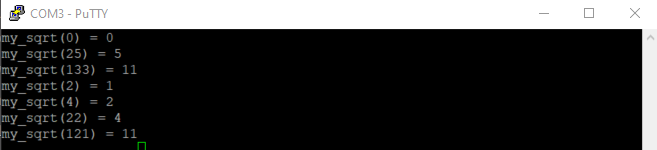 COM3 - PuTTY
my_sqrt(0) = 0
my_sqrt(25) = 5
my_sqrt(133) = 11
my_sqrt(2) = 1
my_sqrt(4) = 2
my_sqrt(22) = 4
my_sqrt(121) = 11